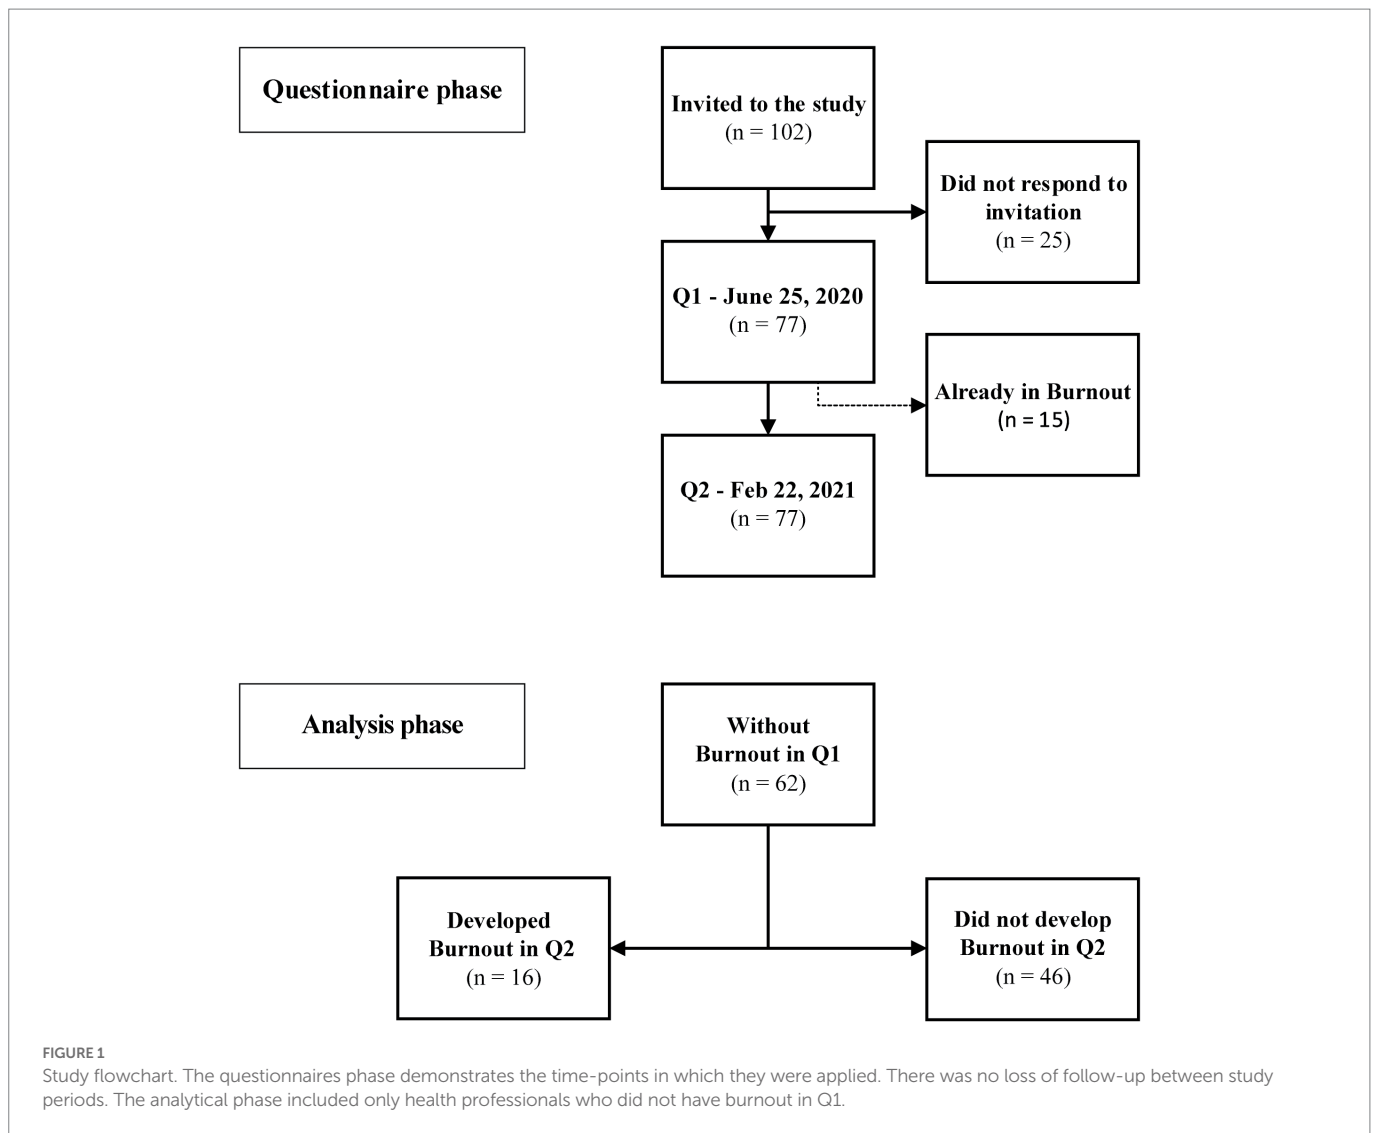 Questionnaire phase
Invited to the study
(n = 102)
Did not respond to
invitation
(n = 25)
Q1 - June 25, 2020
(n = 77)
Already in Burnout
(n = 15)
Q2 - Feb 22, 2021
(n = 77)
Analysis phase
Without
Burnout in Q1
(n = 62)
Developed
Burnout in Q2
(n = 16)
Did not develop
Burnout in Q2
(n = 46)
FIGURE 1
Study flowchart. The questionnaires phase demonstrates the time-points in which they were applied. There was no loss of follow-up between study
periods. The analytical phase included only health professionals who did not have burnout in Q1.